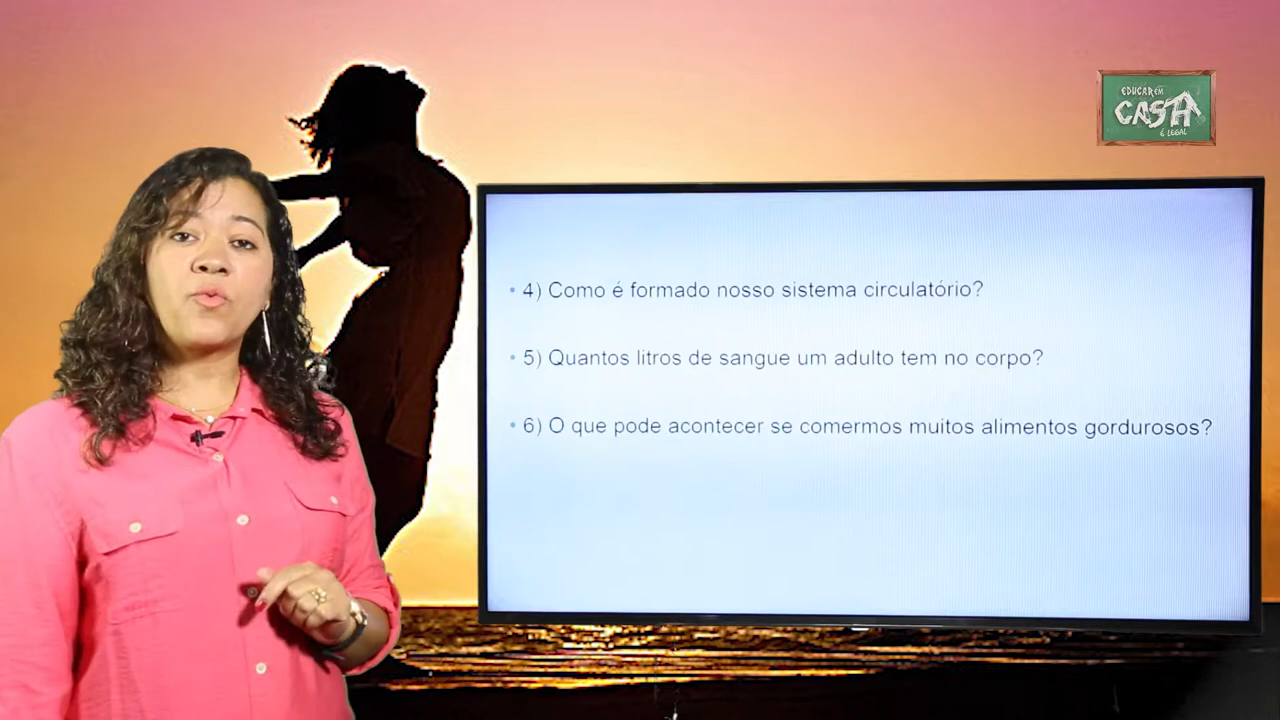 EDUCAR EM
CASA
É LEGAL
• 4) Como é formado nosso sistema circulatório?
• 5) Quantos litros de sangue um adulto tem no corpo?
• 6) O que pode acontecer se comermos muitos alimentos gordurosos?